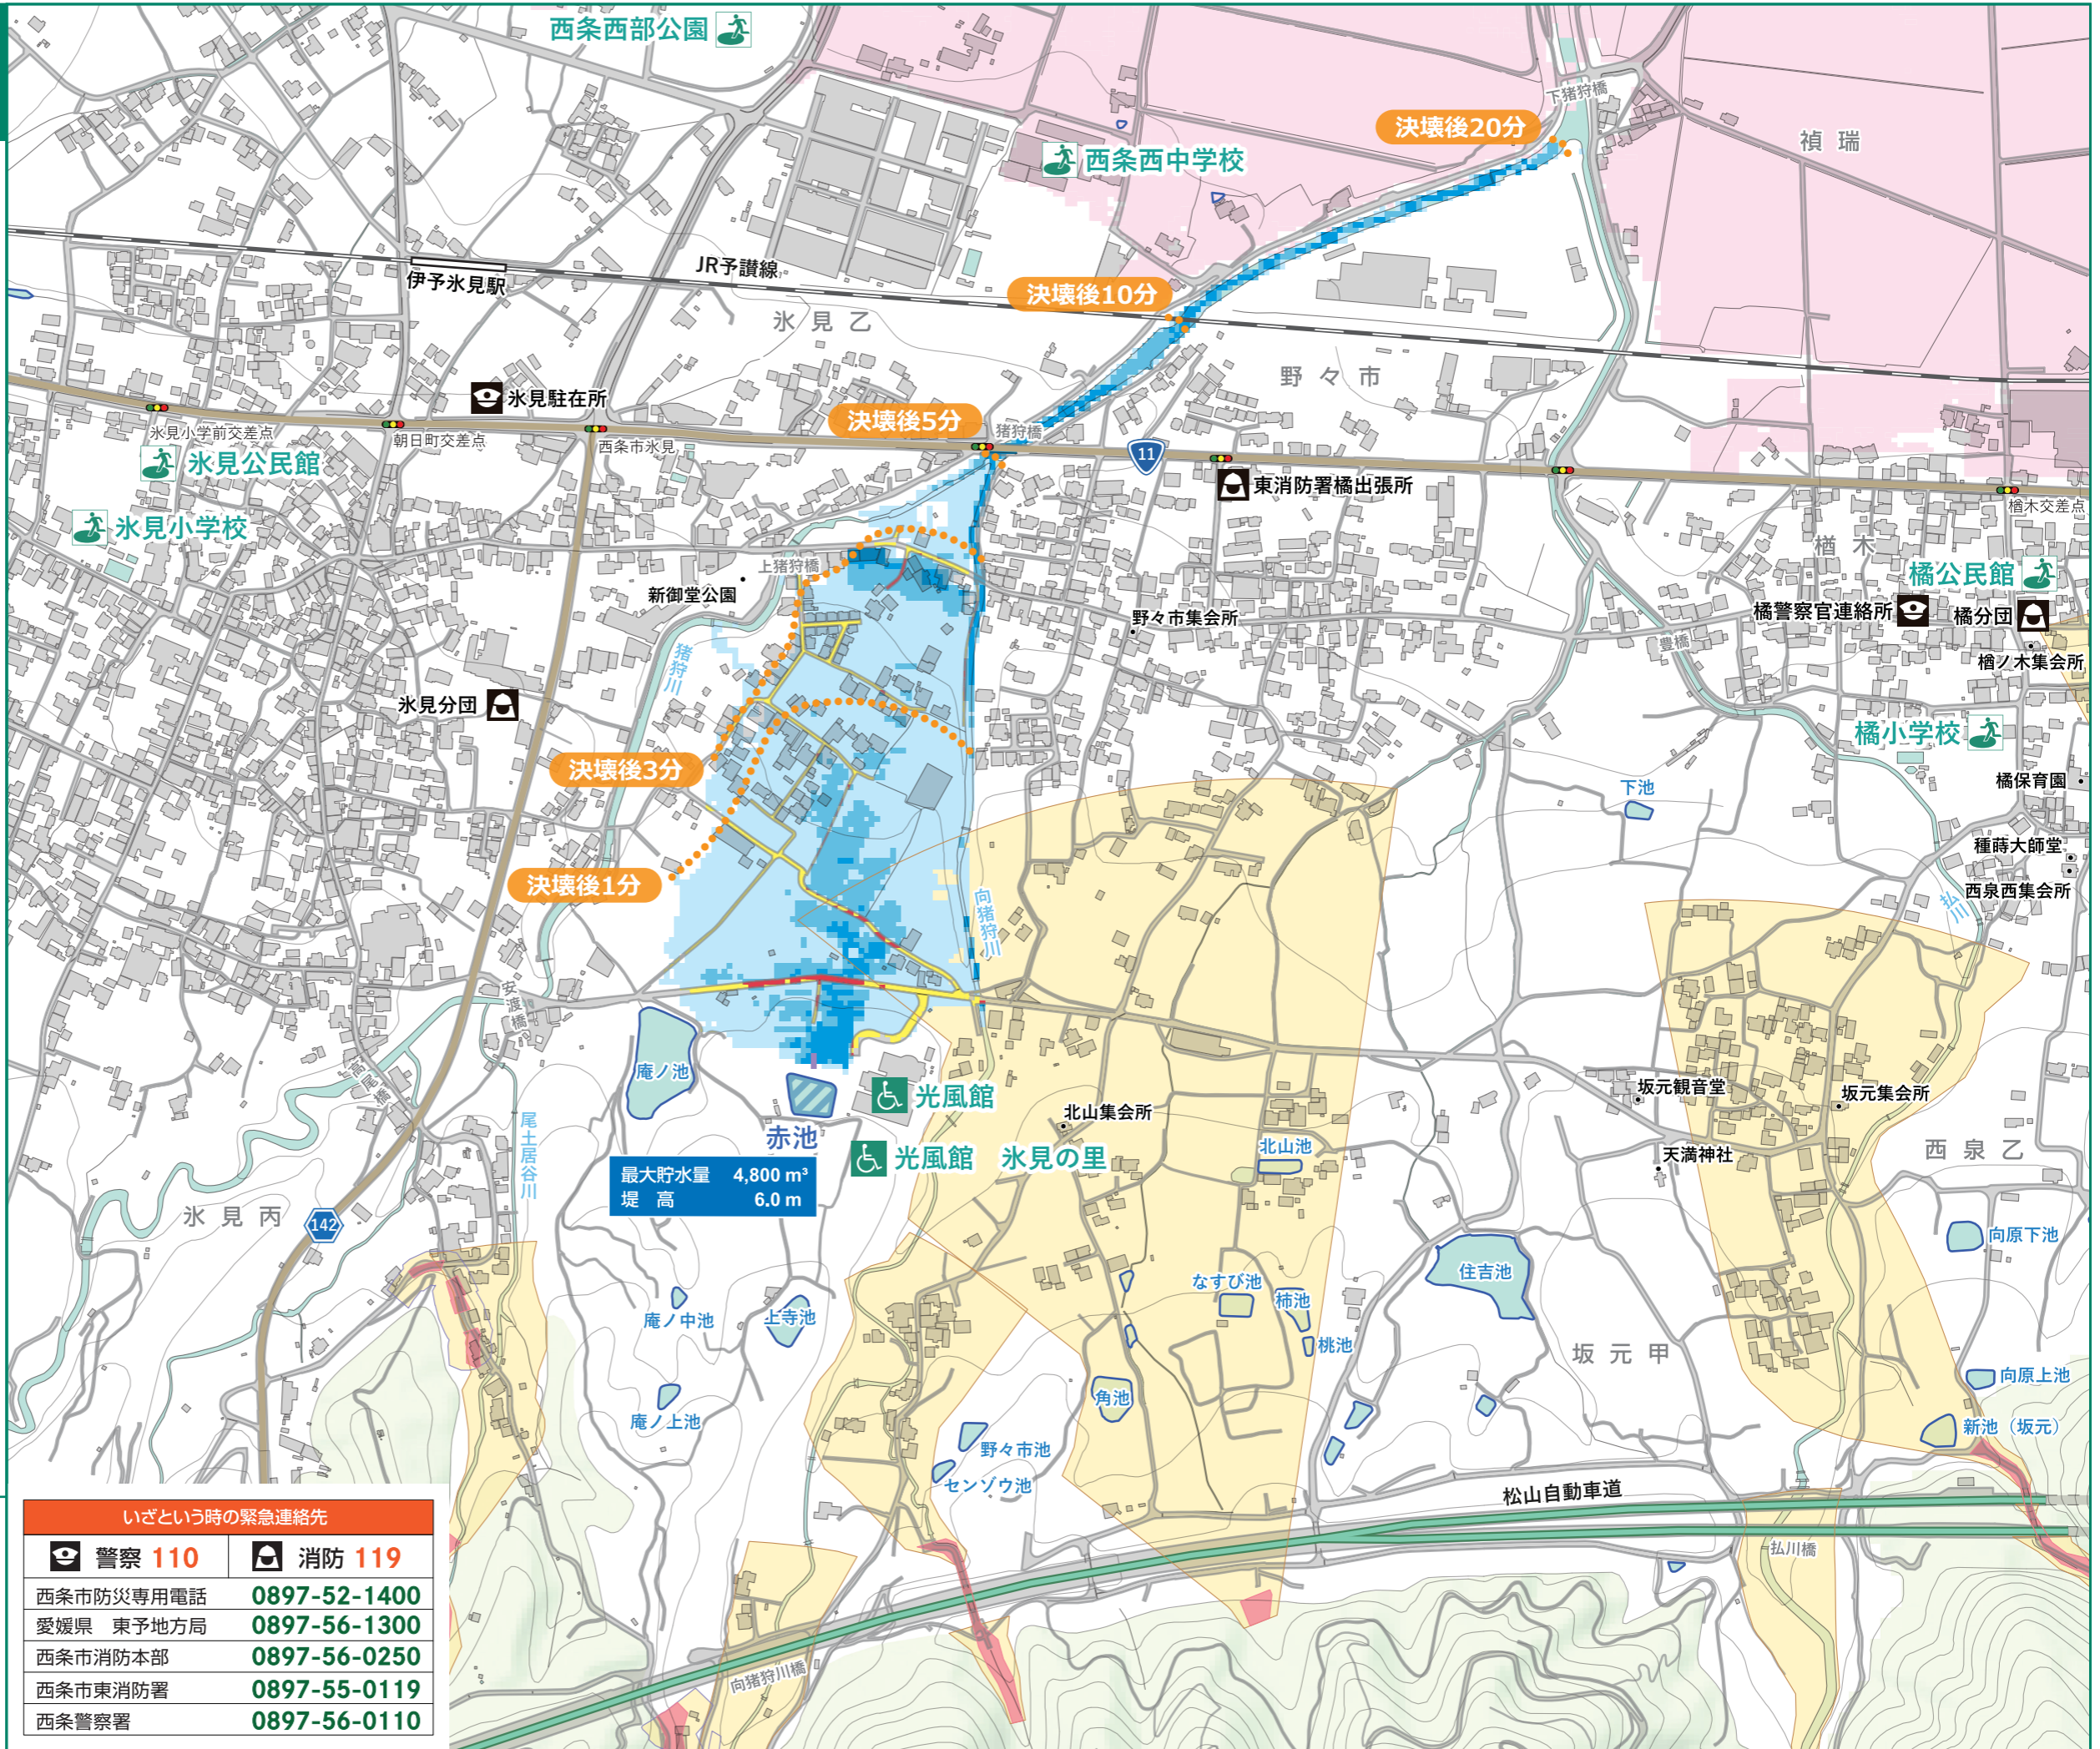 西条西部公園
下猪狩橋
決壊後20分
禎瑞
西条西中学校
JR予讃線
伊予氷見駅
決壊後10分
氷見乙
野々市
氷見駐在所
決壊後5分
猪狩橋
氷見小学前交差点
朝日町交差点
西条市氷見
11
氷見公民館
東消防署橘出張所
楢木交差点
氷見小学校
楢木
上猪狩橋
橘公民館
新御堂公園
野々市集会所
橘警察官連絡所
橘分団
豊橋
楢ノ木集会所
猪狩川
氷見分団
橘小学校
決壊後3分
橘保育園
下池
種蒔大師堂
決壊後1分
西泉西集会所
払川
向猪狩川
安渡橋
庵ノ池
高尾橋
光風館
坂元観音堂
坂元集会所
北山集会所
尾土居谷川
赤池
西泉乙
北山池
光風館 氷見の里
天満神社
最大貯水量 4,800 m³
堤高 6.0 m
氷見丙
142
向原下池
住吉池
なすび池
柿池
庵ノ中池
上寺池
桃池
坂元甲
向原上池
角池
庵ノ上池
新池（坂元）
野々市池
センゾウ池
松山自動車道
払川橋
向猪狩川橋
いざという時の緊急連絡先
警察 110 消防 119
西条市防災専用電話 0897-52-1400
愛媛県 東予地方局 0897-56-1300
西条市消防本部 0897-56-0250
西条市東消防署 0897-55-0119
西条警察署 0897-56-0110